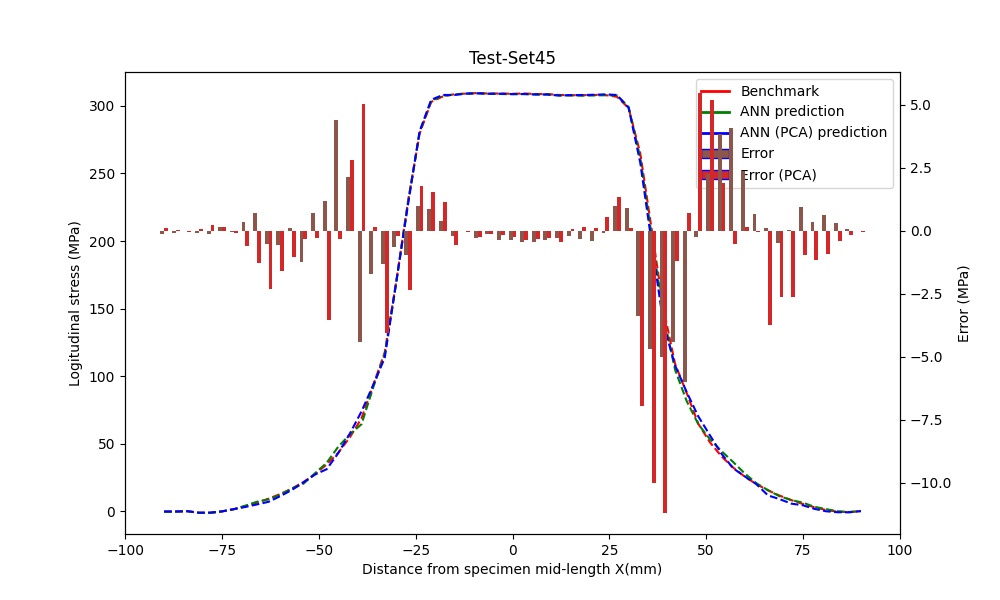 Test-Set45
Logitudinal stress (MPa)
300
250
200
150
100
50
0
Benchmark
ANN prediction
ANN (PCA) prediction
Error
Error (PCA)
5.0
2.5
0.0
−2.5
−5.0
−7.5
−10.0
Error (MPa)
−100 −75 −50 −25 0 25 50 75 100
Distance from specimen mid-length X(mm)